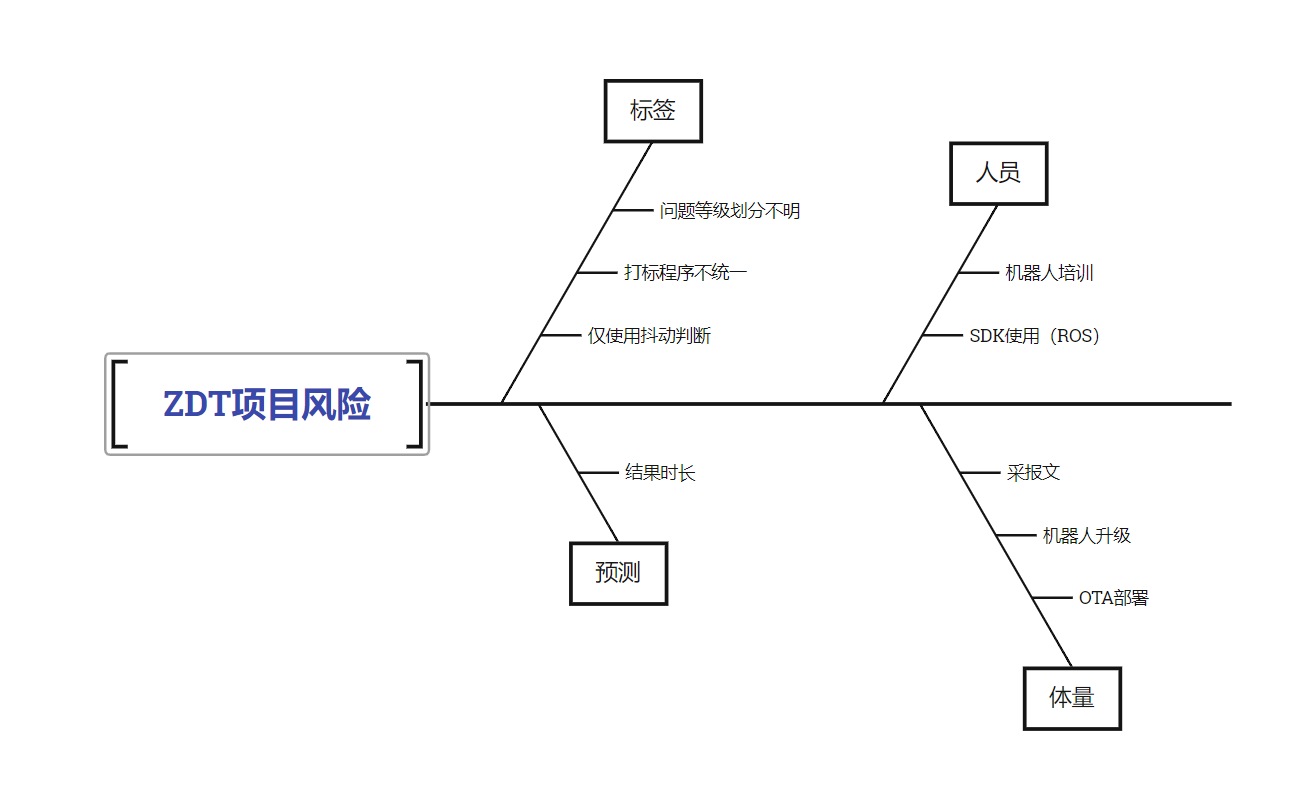 标签
问题等级划分不明
打标程序不统一
仅使用抖动判断
人员
机器人培训
SDK使用（ROS）
ZDT项目风险
结果时长
预测
采报文
机器人升级
OTA部署
体量